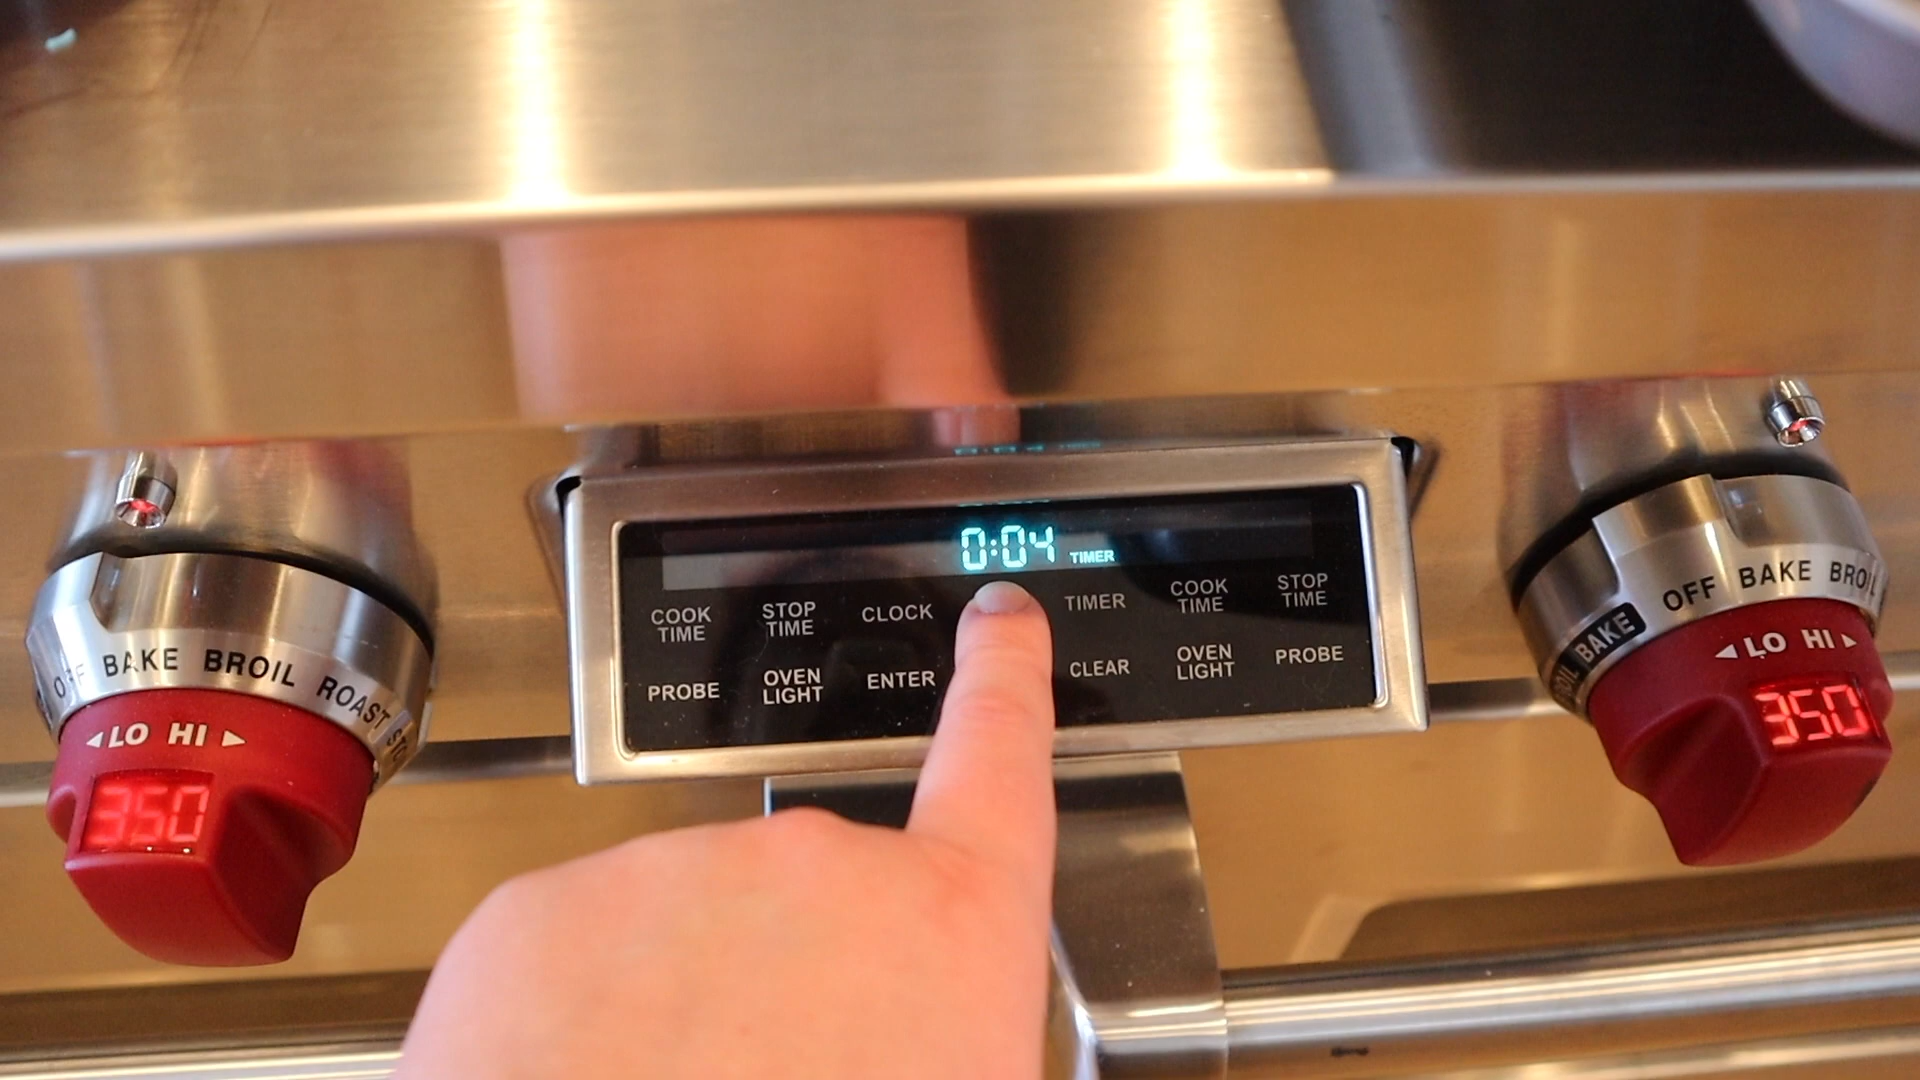 0:04 TIMER
COOK TIME
STOP TIME
CLOCK
TIMER
COOK TIME
STOP TIME
PROBE
OVEN LIGHT
ENTER
CLEAR
OVEN LIGHT
PROBE
OFF BAKE BROIL ROAST
LO HI
350
BAKE OFF BAKE BROIL
LO HI
350